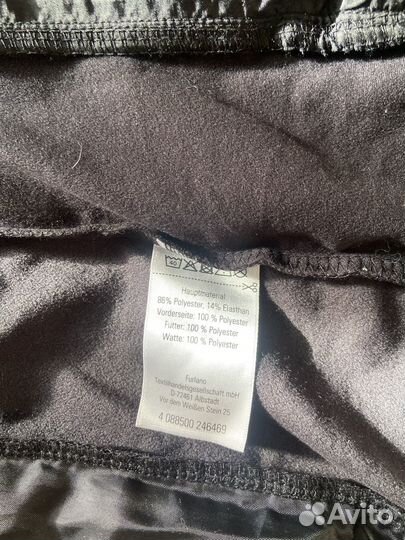 40
Hauptmaterial:
86% Polyester, 14% Elasthan
Vorderseite: 100 % Polyester
Futter: 100 % Polyester
Watte: 100 % Polyester
Furlano
Textilhandelsgesellschaft mbH
D-72461 Albstadt
Vor dem Weißen Stein 25
4 088500 246469
Avito